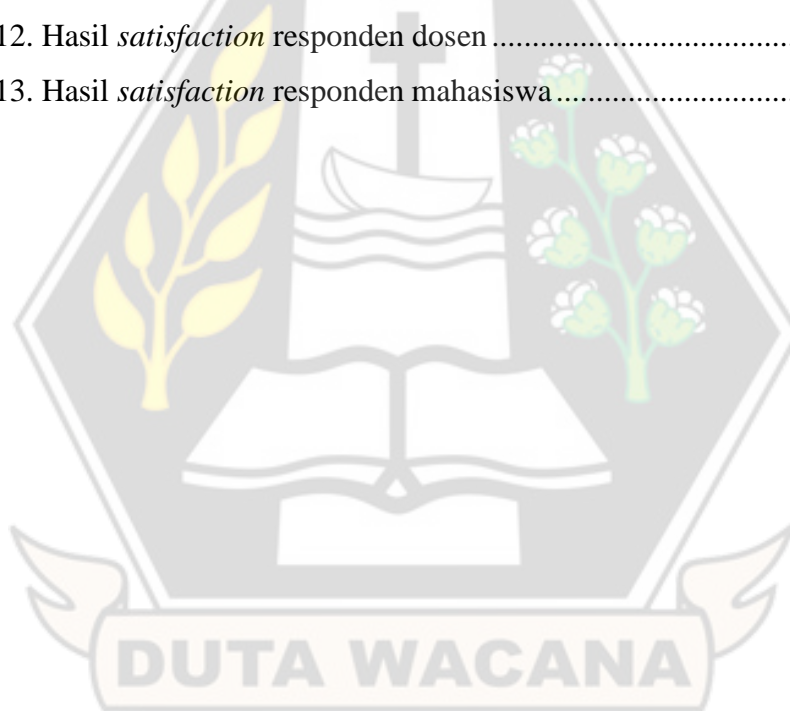 12. Hasil satisfaction responden dosen ........................................
13. Hasil satisfaction responden mahasiswa ..............................
DUTA WACANA